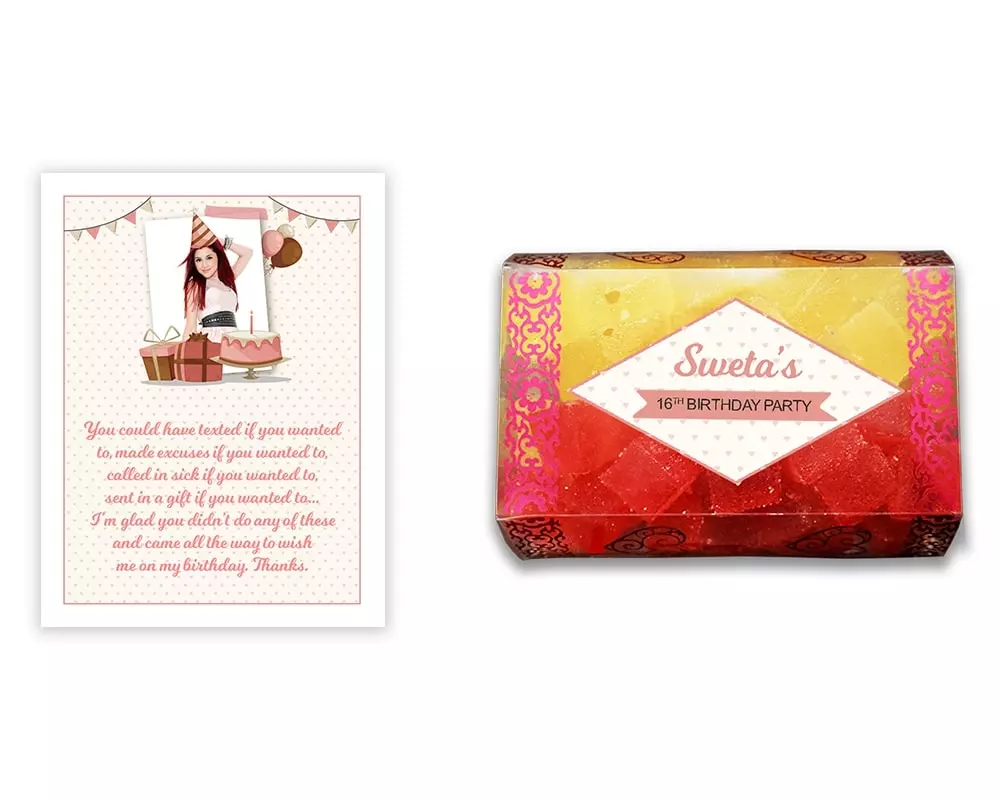 You could have texted if you wanted
to, made excuses if you wanted to,
called in sick if you wanted to,
sent in a gift if you wanted to...
I'm glad you didn't do any of these
and came all the way to wish
me on my birthday. Thanks.
Sweta's
16TH BIRTHDAY PARTY